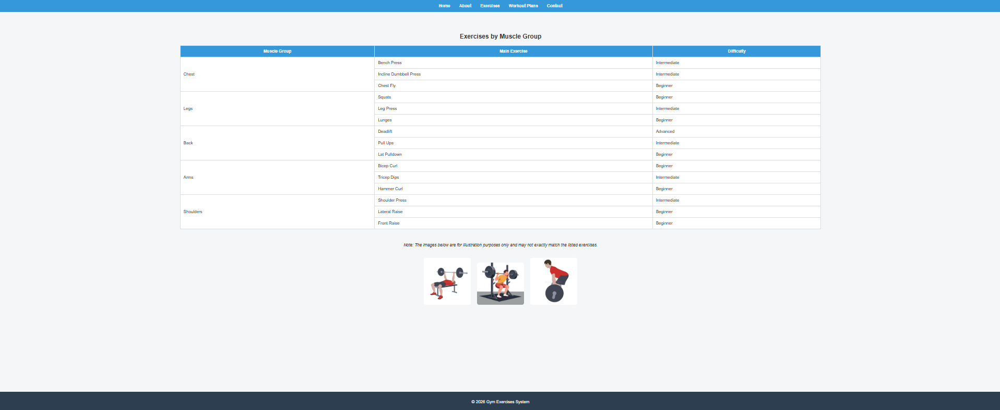 Home About Exercises Workout Plans Contact
Exercises by Muscle Group
Muscle Group Main Exercise Difficulty
Chest Bench Press Intermediate
Incline Dumbbell Press Intermediate
Chest Fly Beginner
Legs Squats Beginner
Leg Press Intermediate
Lunges Beginner
Back Deadlift Advanced
Pull Ups Intermediate
Lat Pulldown Beginner
Arms Bicep Curl Beginner
Tricep Dips Intermediate
Hammer Curl Beginner
Shoulders Shoulder Press Intermediate
Lateral Raise Beginner
Front Raise Beginner
Note: The images below are for illustration purposes only and may not exactly match the listed exercises.
© 2026 Gym Exercises System